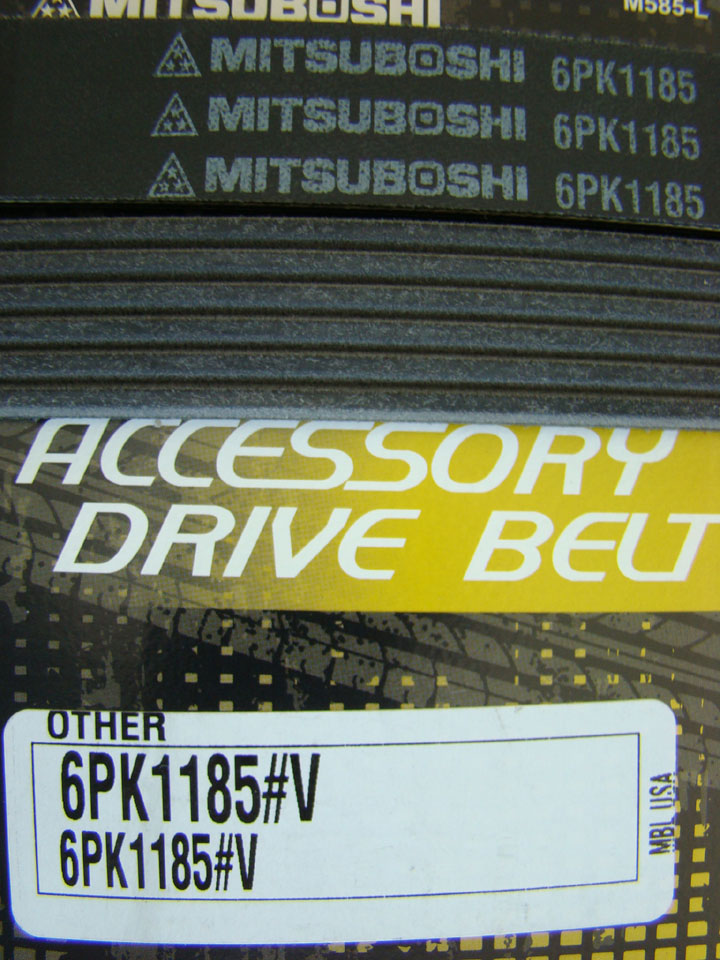 MITSUBOSHI M585-L
MITSUBOSHI 6PK1185
MITSUBOSHI 6PK1185
MITSUBOSHI 6PK1185
ACCESSORY
DRIVE BELT
OTHER
6PK1185#V
6PK1185#V
MBL USA